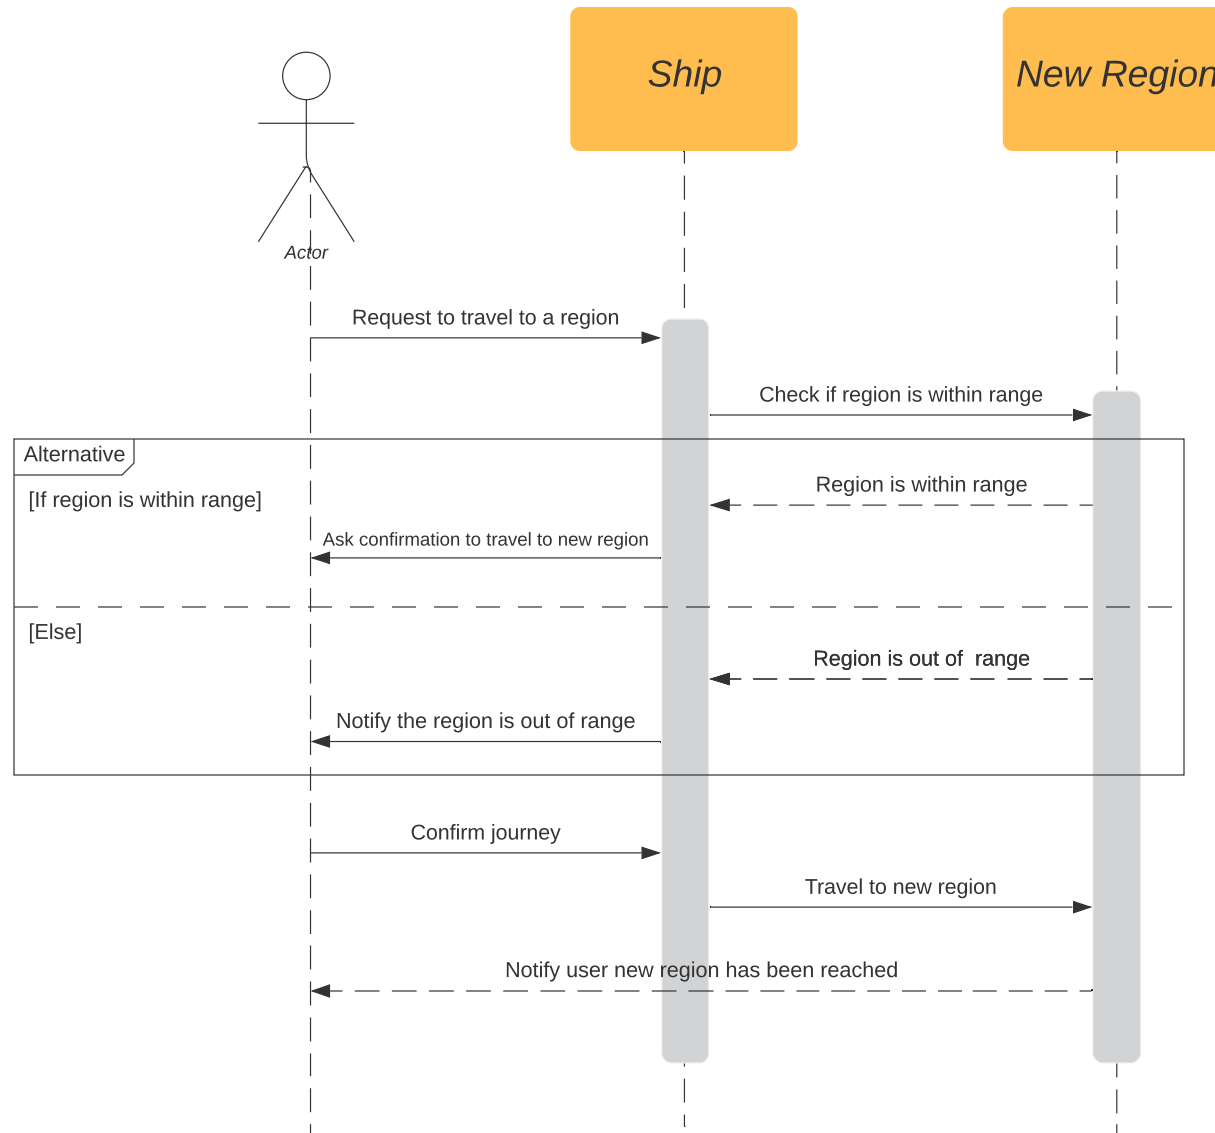 Ship
New Region
Actor
Request to travel to a region
Check if region is within range
Alternative
[If region is within range]
Region is within range
Ask confirmation to travel to new region
[Else]
Region is out of  range
Notify the region is out of range
Confirm journey
Travel to new region
Notify user new region has been reached